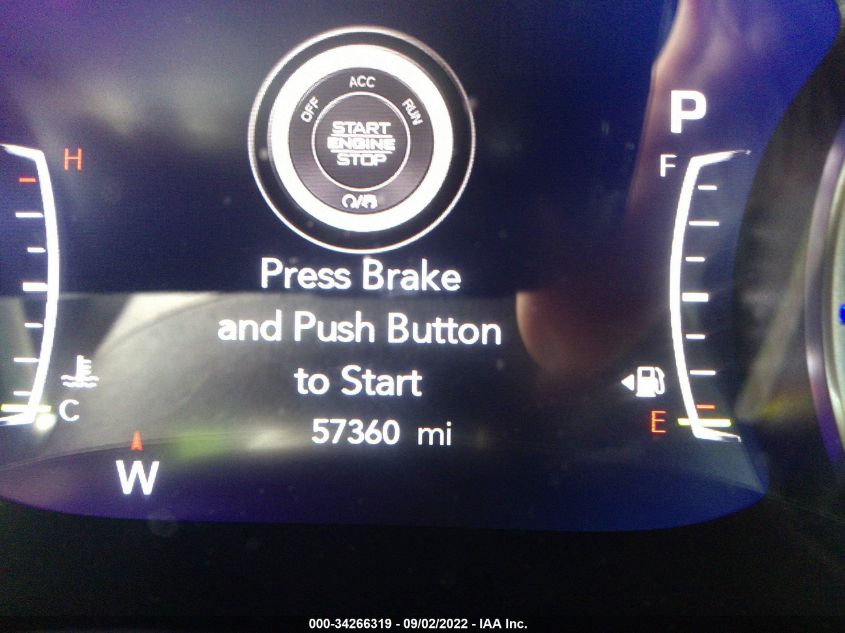 ACC
OFF
RUN
START
ENGINE
STOP
P
H
F
Press Brake
and Push Button
to Start
C
E
57360 mi
W
000-34266319 - 09/02/2022 - IAA Inc.